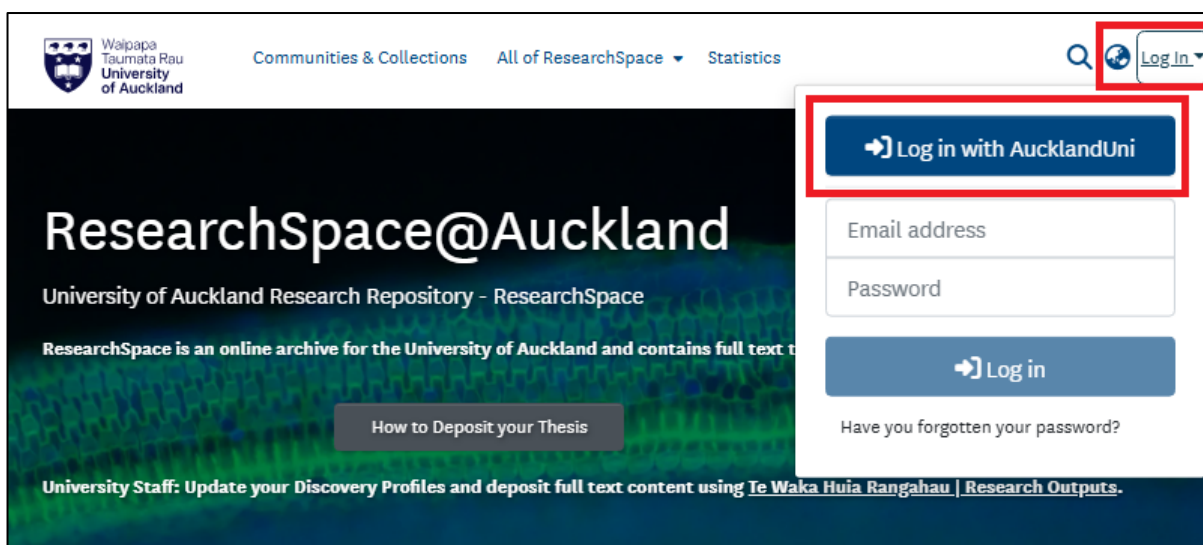 Waipapa
Taumata Rau
University
of Auckland
Communities & Collections
All of ResearchSpace
Statistics
Log In
Log in with AucklandUni
Email address
Password
Log in
Have you forgotten your password?
ResearchSpace@Auckland
University of Auckland Research Repository - ResearchSpace
ResearchSpace is an online archive for the University of Auckland and contains full text t
How to Deposit your Thesis
University Staff: Update your Discovery Profiles and deposit full text content using Te Waka Huia Rangahau | Research Outputs.